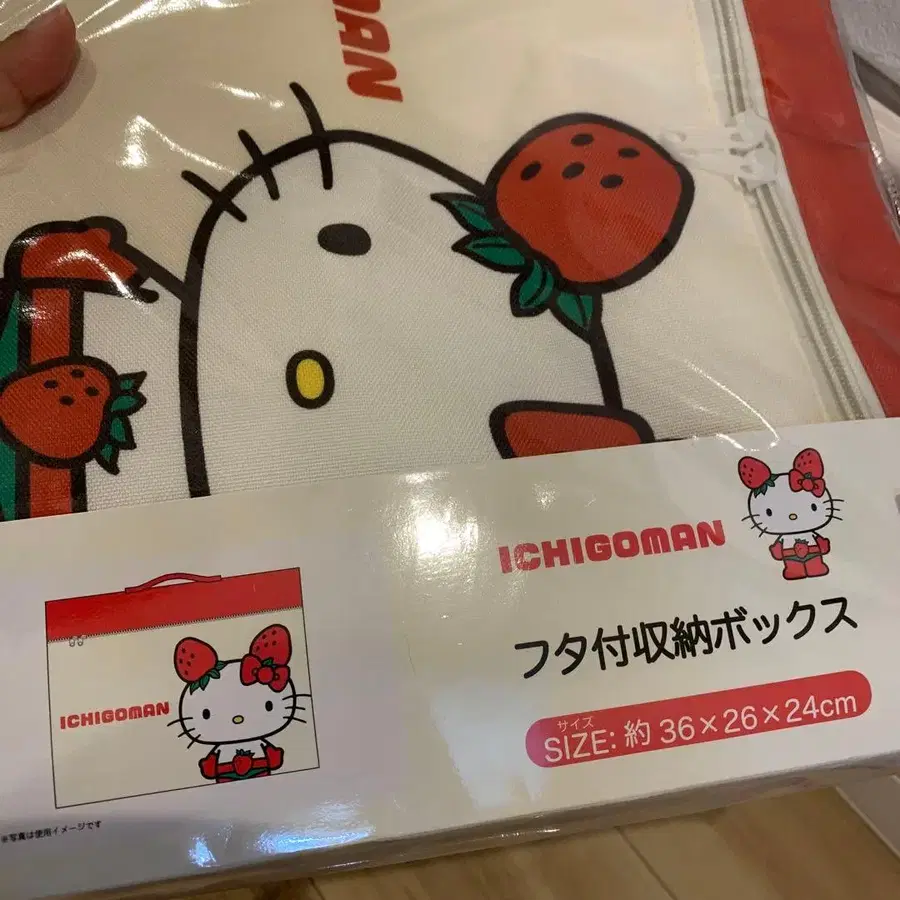 MAN
ICHIGOMAN
フタ付収納ボックス
サイズ
SIZE: 約 36×26×24cm
ICHIGOMAN
※写真は使用イメージです